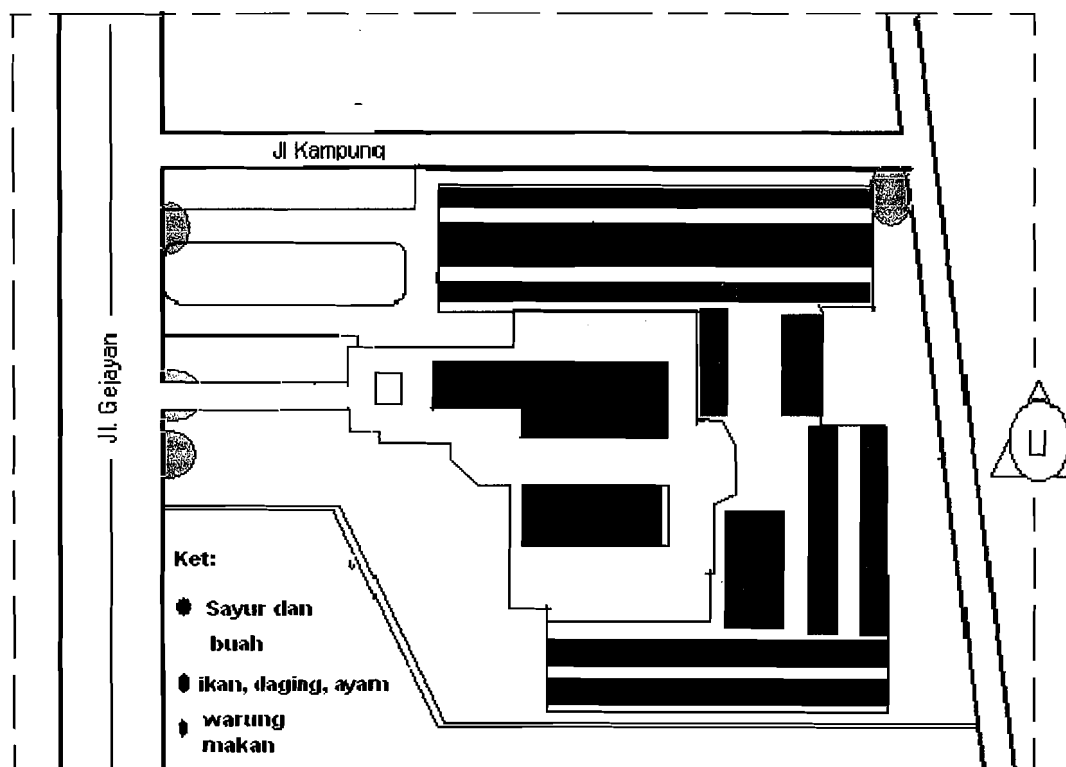 Jl Kampung
Jl. Gejayan
U
Ket:
Sayur dan
buah
ikan, daging, ayam
warung
makan